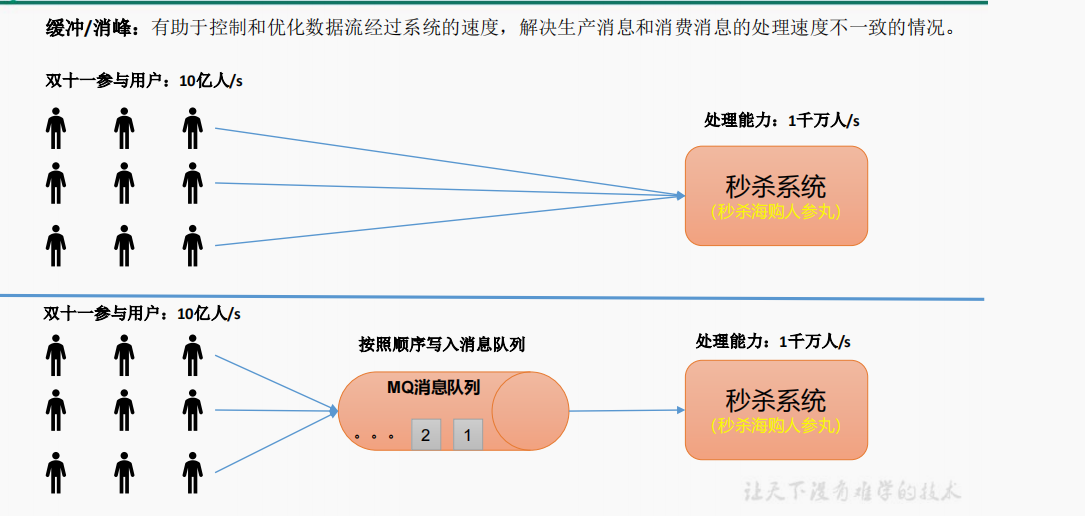 缓冲/消峰：有助于控制和优化数据流经过系统的速度，解决生产消息和消费消息的处理速度不一致的情况。
双十一参与用户：10亿人/s
处理能力：1千万人/s
秒杀系统
(秒杀海购人参丸)
双十一参与用户：10亿人/s
按照顺序写入消息队列
MQ消息队列
。。。 2 1
处理能力：1千万人/s
秒杀系统
(秒杀海购人参丸)
让天下没有难学的技术